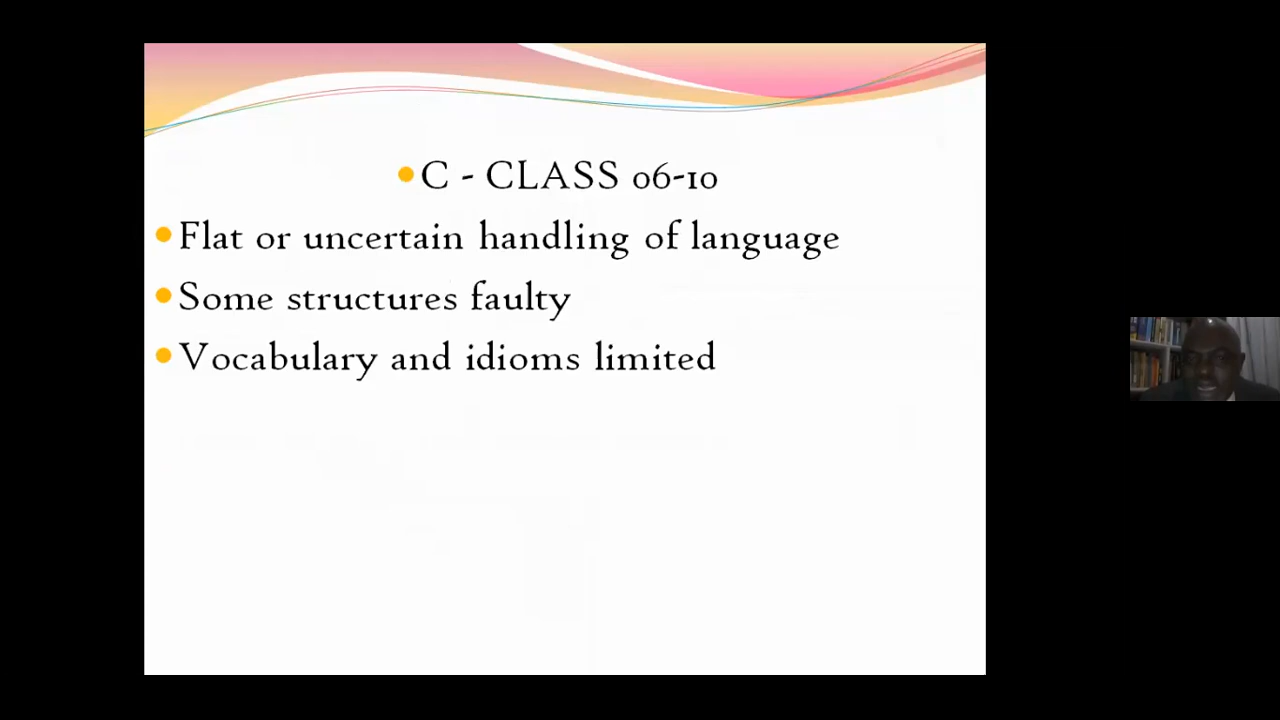 C - CLASS 06-10
Flat or uncertain handling of language
Some structures faulty
Vocabulary and idioms limited